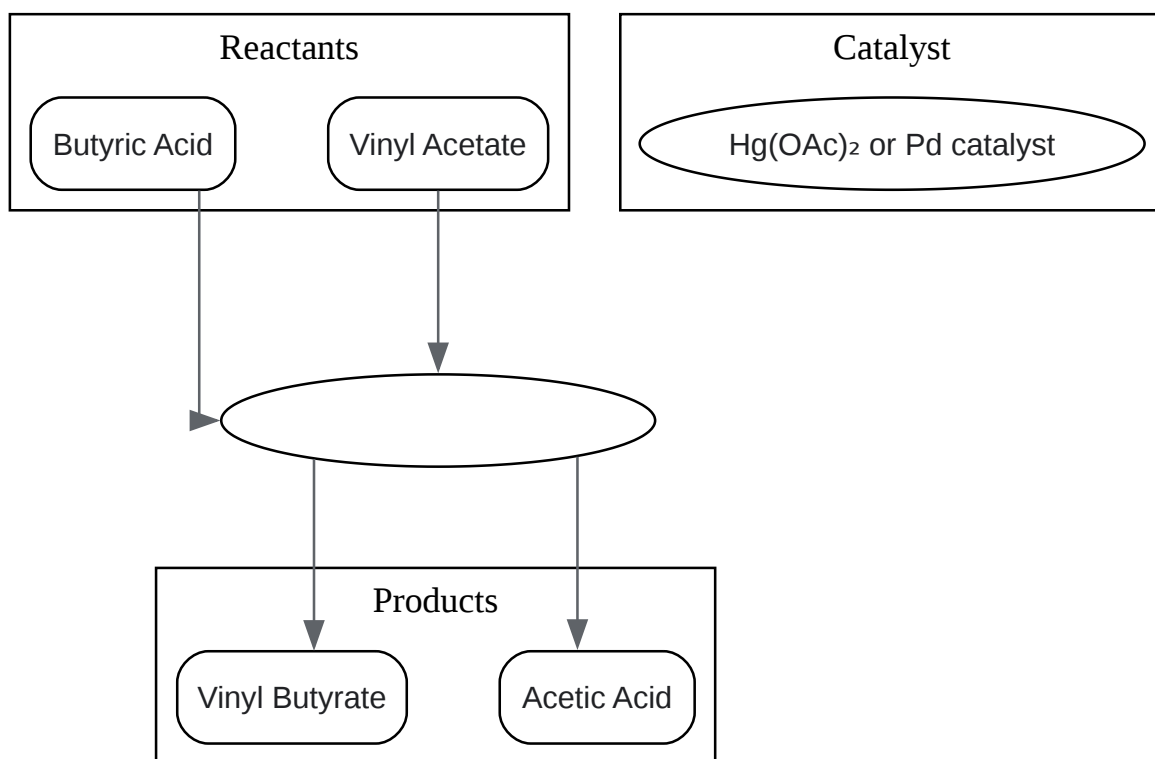 Reactants
Catalyst
Butyric Acid
Vinyl Acetate
Hg(OAc)₂ or Pd catalyst
Products
Vinyl Butyrate
Acetic Acid